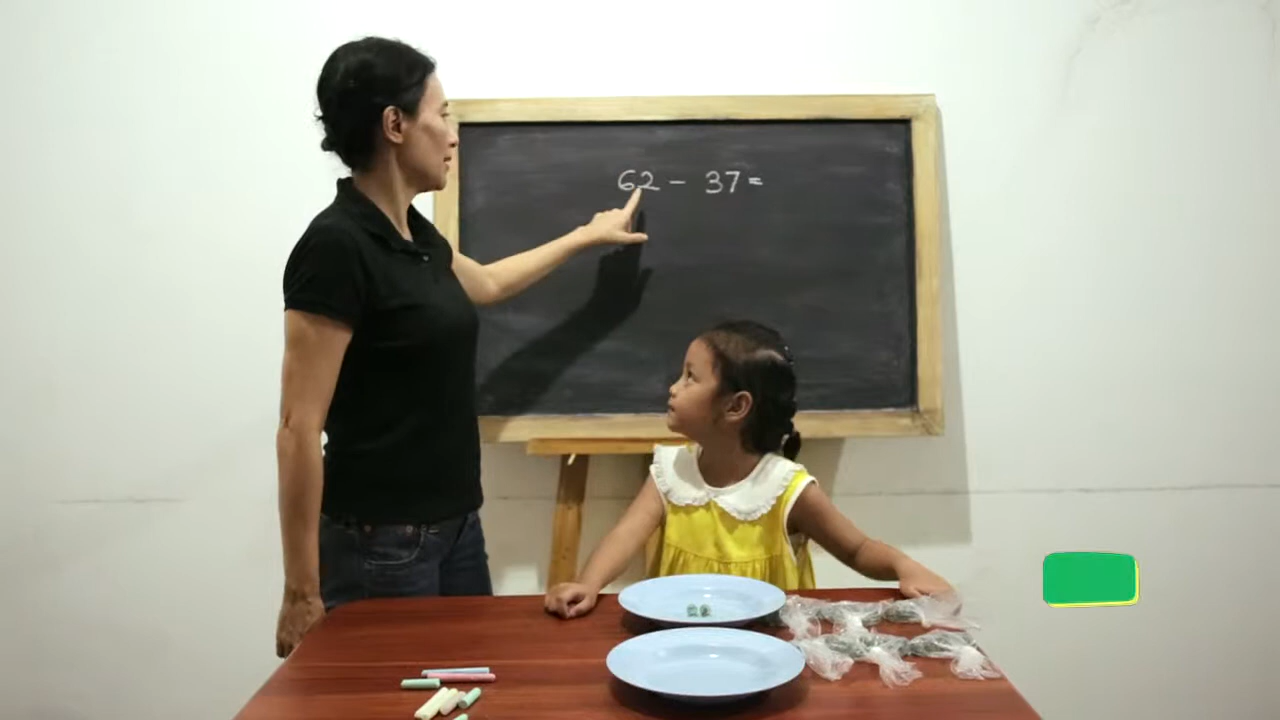 62 - 37 =